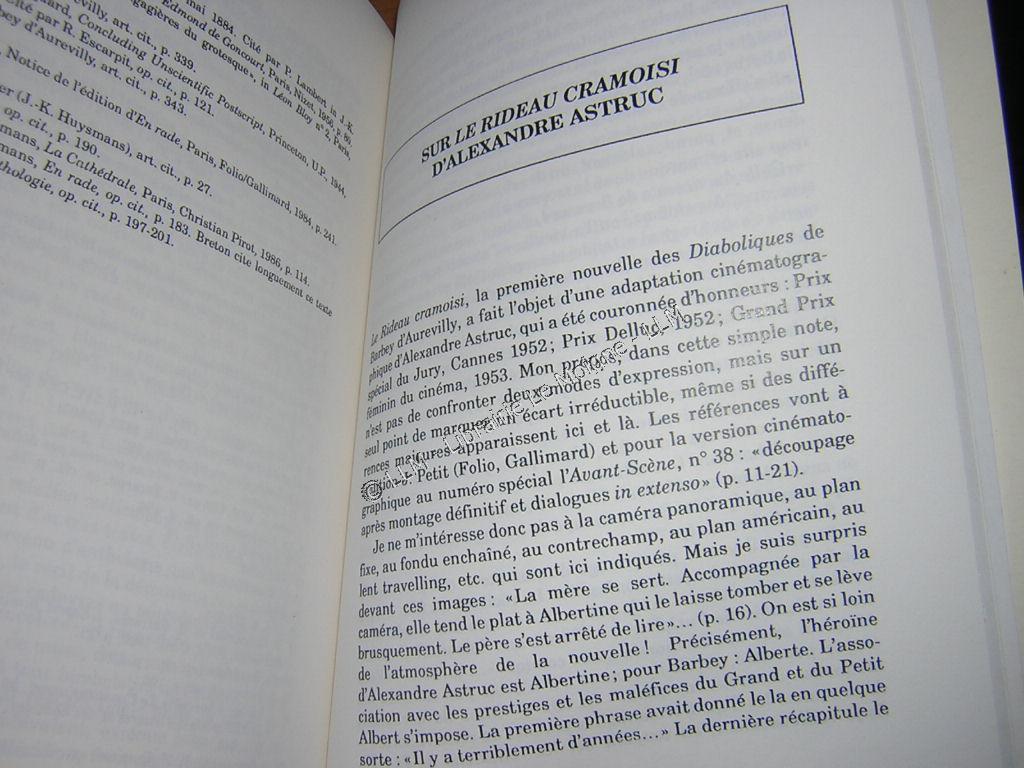 mai 1884. Cité par P. Lambert, in J.-K.
Edmond de Goncourt, Paris, Nizet, 1956, p. 60.
gagières du grotesque», in Léon Bloy n° 2, Paris,
evilly, art. cit., p. 339.
aard, Concluding Unscientific Postscript, Princeton, U.P., 1944,
cité par R. Escarpit, op. cit., p. 121.
bey d'Aurevilly, art. cit., p. 343.
, Notice de l'édition d'En rade, Paris, Folio/Gallimard, 1984, p. 241.
er (J.-K. Huysmans), art. cit., p. 27.
op. cit., p. 190.
mans, La Cathédrale, Paris, Christian Pirot, 1986, p. 114.
mans, En rade, op. cit., p. 183. Breton cite longuement ce texte
thologie, op. cit., p. 197-201.
SUR LE RIDEAU CRAMOISI
D'ALEXANDRE ASTRUC
Le Rideau cramoisi, la première nouvelle des Diaboliques de
Barbey d'Aurevilly, a fait l'objet d'une adaptation cinématogra-
phique d'Alexandre Astruc, qui a été couronnée d'honneurs : Prix
spécial du Jury, Cannes 1952 ; Prix Delluc, 1952 ; Grand Prix
féminin du cinéma, 1953. Mon propos, dans cette simple note,
n'est pas de confronter deux modes d'expression, mais sur un
seul point de marquer un écart irréductible, même si des diffé-
rences majeures apparaissent ici et là. Les références vont à
Petit (Folio, Gallimard) et pour la version cinémato-
graphique au numéro spécial l'Avant-Scène, n° 38 : «découpage
après montage définitif et dialogues in extenso» (p. 11-21).
Je ne m'intéresse donc pas à la caméra panoramique, au plan
fixe, au fondu enchaîné, au contrechamp, au plan américain, au
lent travelling, etc. qui sont ici indiqués. Mais je suis surpris
devant ces images : «La mère se sert. Accompagnée par la
caméra, elle tend le plat à Albertine qui le laisse tomber et se lève
brusquement. Le père s'est arrêté de lire»... (p. 16). On est si loin
de l'atmosphère de la nouvelle ! Précisément, l'héroïne
d'Alexandre Astruc est Albertine ; pour Barbey : Alberte. L'asso-
ciation avec les prestiges et les maléfices du Grand et du Petit
Albert s'impose. La première phrase avait donné le la en quelque
sorte : «Il y a terriblement d'années...» La dernière récapitule le
© ALM - Librairie Le Monde - ALM